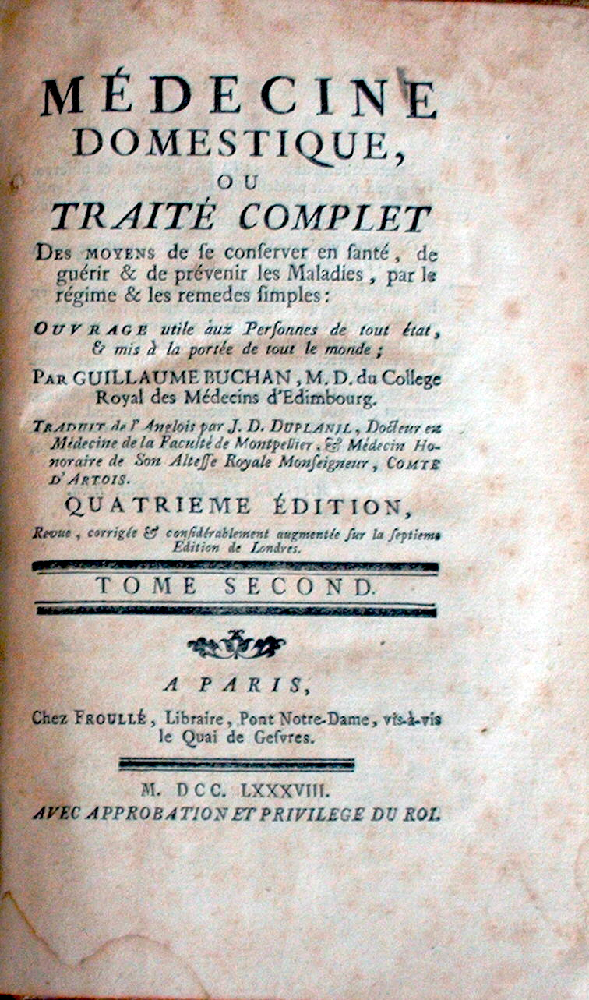 MÉDECINE
DOMESTIQUE,
OU
TRAITÉ COMPLET
DES MOYENS de ſe conſerver en ſanté, de
guérir & de prévenir les Maladies, par le
régime & les remedes ſimples:
OUVRAGE utile aux Perſonnes de tout état,
& mis à la portée de tout le monde;
PAR GUILLAUME BUCHAN, M. D. du College
Royal des Médecins d'Edimbourg.
TRADUIT de l'Anglois par J. D. DUPLANIL, Docteur en
Médecine de la Faculté de Montpellier, & Médecin Ho-
noraire de Son Alteſſe Royale Monſeigneur, COMTE
D'ARTOIS.
QUATRIEME ÉDITION,
Revue, corrigée & conſidérablement augmentée ſur la ſeptieme
Edition de Londres.
TOME SECOND.
A PARIS,
Chez FROULLÉ, Libraire, Pont Notre-Dame, vis-à-vis
le Quai de Geſvres.
M. DCC. LXXXVIII.
AVEC APPROBATION ET PRIVILEGE DU ROI.